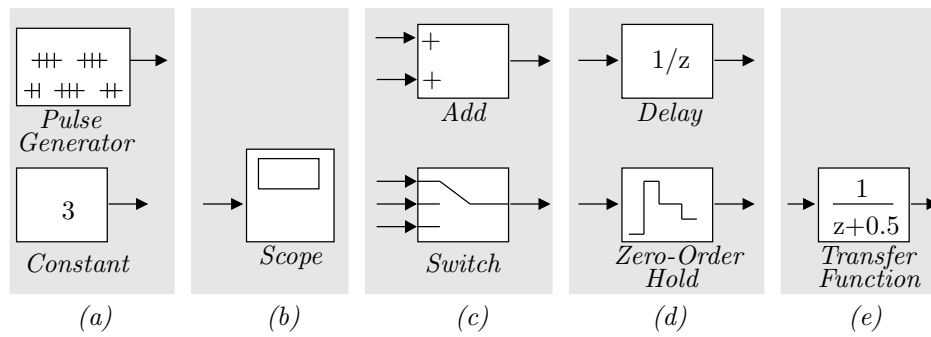 Pulse
Generator
3
Constant
(a)
Scope
(b)
+
+
Add
Switch
(c)
1/z
Delay
Zero-Order
Hold
(d)
1
z+0.5
Transfer
Function
(e)